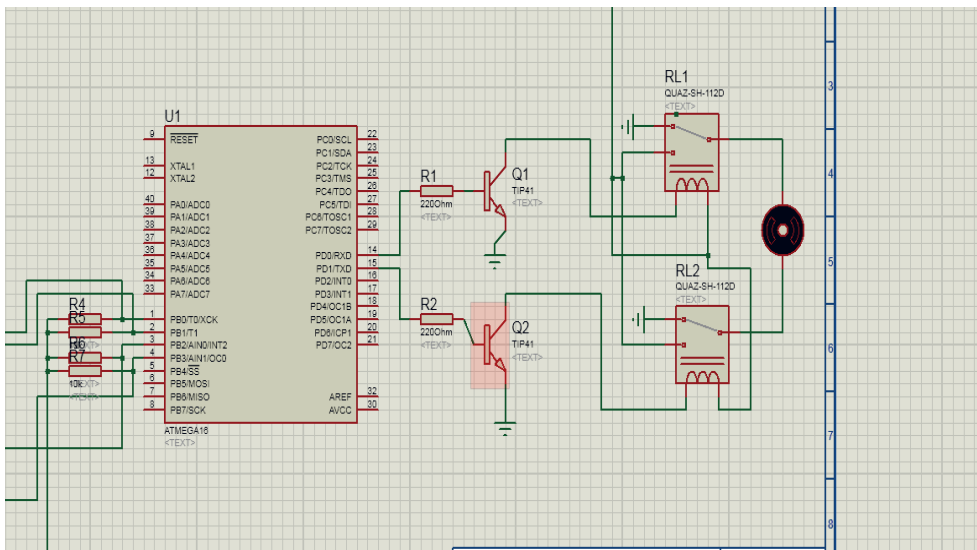 RL1
QUAZ-SH-112D
<TEXT>
3
U1
9 RESET PC0/SCL 22
PC1/SDA 23
13 XTAL1 PC2/TCK 24
12 XTAL2 PC3/TMS 25
PC4/TDO 26
40 PA0/ADC0 PC5/TDI 27
39 PA1/ADC1 PC6/TOSC1 28
38 PA2/ADC2 PC7/TOSC2 29
37 PA3/ADC3
36 PA4/ADC4 PD0/RXD 14
35 PA5/ADC5 PD1/TXD 15
34 PA6/ADC6 PD2/INT0 16
33 PA7/ADC7 PD3/INT1 17
PD4/OC1B 18
1 PB0/T0/XCK PD5/OC1A 19
2 PB1/T1 PD6/ICP1 20
3 PB2/AIN0/INT2 PD7/OC2 21
4 PB3/AIN1/OC0
5 PB4/SS
6 PB5/MOSI
7 PB6/MISO AREF 32
8 PB7/SCK AVCC 30
ATMEGA16
<TEXT>
R1
220Ohm
<TEXT>
Q1
TIP41
<TEXT>
4
5
RL2
QUAZ-SH-112D
<TEXT>
R2
220Ohm
<TEXT>
Q2
TIP41
<TEXT>
6
R4
R5
R6
R7
10k
7
8